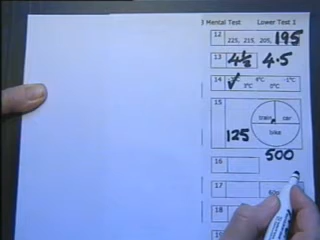 Mental Test Lower Test 1
12 225, 215, 205, 195
13 4½ 4.5
14 ✓ 4°C -1°C
3°C 0°C
15
train car
bike
125
500
16
17 60
18
19